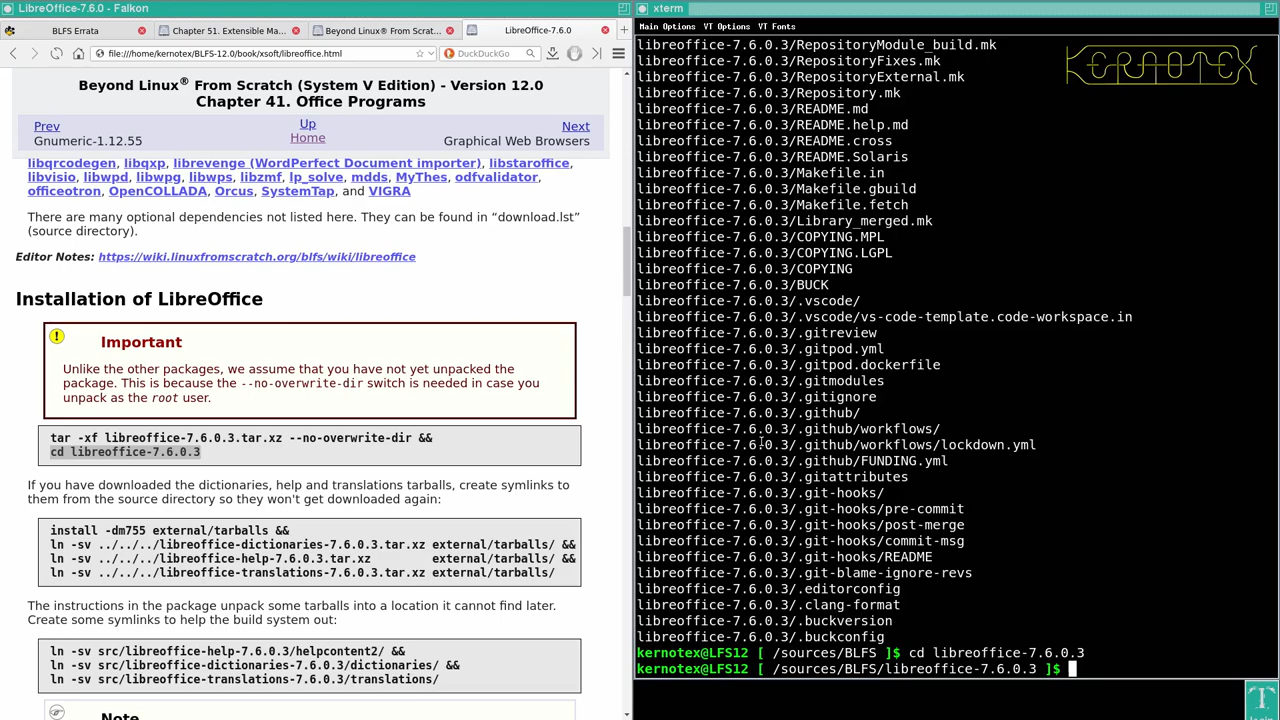 LibreOffice-7.6.0 - Falkon
BLFS Errata
Chapter 51. Extensible Ma...
Beyond Linux® From Scrat...
LibreOffice-7.6.0
file:///home/kernotex/BLFS-12.0/book/xsoft/libreoffice.html
DuckDuckGo
Beyond Linux® From Scratch (System V Edition) - Version 12.0
Chapter 41. Office Programs
Prev
Up
Next
Gnumeric-1.12.55
Home
Graphical Web Browsers
libqrcodegen, libqxp, librevenge (WordPerfect Document importer), libstaroffice,
libvisio, libwpd, libwpg, libwps, libzmf, lp_solve, mdds, MyThes, odfvalidator,
officeotron, OpenCOLLADA, Orcus, SystemTap, and VIGRA
There are many optional dependencies not listed here. They can be found in “download.lst”
(source directory).
Editor Notes: https://wiki.linuxfromscratch.org/blfs/wiki/libreoffice
Installation of LibreOffice
Important
Unlike the other packages, we assume that you have not yet unpacked the
package. This is because the --no-overwrite-dir switch is needed in case you
unpack as the root user.
tar -xf libreoffice-7.6.0.3.tar.xz --no-overwrite-dir &&
cd libreoffice-7.6.0.3
If you have downloaded the dictionaries, help and translations tarballs, create symlinks to
them from the source directory so they won't get downloaded again:
install -dm755 external/tarballs &&
ln -sv ../../../libreoffice-dictionaries-7.6.0.3.tar.xz external/tarballs/ &&
ln -sv ../../../libreoffice-help-7.6.0.3.tar.xz external/tarballs/ &&
ln -sv ../../../libreoffice-translations-7.6.0.3.tar.xz external/tarballs/
The instructions in the package unpack some tarballs into a location it cannot find later.
Create some symlinks to help the build system out:
ln -sv src/libreoffice-help-7.6.0.3/helpcontent2/ &&
ln -sv src/libreoffice-dictionaries-7.6.0.3/dictionaries/ &&
ln -sv src/libreoffice-translations-7.6.0.3/translations/
Note
xterm
Main Options VT Options VT Fonts
KERNOTEX
libreoffice-7.6.0.3/RepositoryModule_build.mk
libreoffice-7.6.0.3/RepositoryFixes.mk
libreoffice-7.6.0.3/RepositoryExternal.mk
libreoffice-7.6.0.3/Repository.mk
libreoffice-7.6.0.3/README.md
libreoffice-7.6.0.3/README.help.md
libreoffice-7.6.0.3/README.cross
libreoffice-7.6.0.3/README.Solaris
libreoffice-7.6.0.3/Makefile.in
libreoffice-7.6.0.3/Makefile.gbuild
libreoffice-7.6.0.3/Makefile.fetch
libreoffice-7.6.0.3/Library_merged.mk
libreoffice-7.6.0.3/COPYING.MPL
libreoffice-7.6.0.3/COPYING.LGPL
libreoffice-7.6.0.3/COPYING
libreoffice-7.6.0.3/BUCK
libreoffice-7.6.0.3/.vscode/
libreoffice-7.6.0.3/.vscode/vs-code-template.code-workspace.in
libreoffice-7.6.0.3/.gitreview
libreoffice-7.6.0.3/.gitpod.yml
libreoffice-7.6.0.3/.gitpod.dockerfile
libreoffice-7.6.0.3/.gitmodules
libreoffice-7.6.0.3/.gitignore
libreoffice-7.6.0.3/.github/
libreoffice-7.6.0.3/.github/workflows/
libreoffice-7.6.0.3/.github/workflows/lockdown.yml
libreoffice-7.6.0.3/.github/FUNDING.yml
libreoffice-7.6.0.3/.gitattributes
libreoffice-7.6.0.3/.git-hooks/
libreoffice-7.6.0.3/.git-hooks/pre-commit
libreoffice-7.6.0.3/.git-hooks/post-merge
libreoffice-7.6.0.3/.git-hooks/commit-msg
libreoffice-7.6.0.3/.git-hooks/README
libreoffice-7.6.0.3/.git-blame-ignore-revs
libreoffice-7.6.0.3/.editorconfig
libreoffice-7.6.0.3/.clang-format
libreoffice-7.6.0.3/.buckversion
libreoffice-7.6.0.3/.buckconfig
kernotex@LFS12 [ /sources/BLFS ]$ cd libreoffice-7.6.0.3
kernotex@LFS12 [ /sources/BLFS/libreoffice-7.6.0.3 ]$